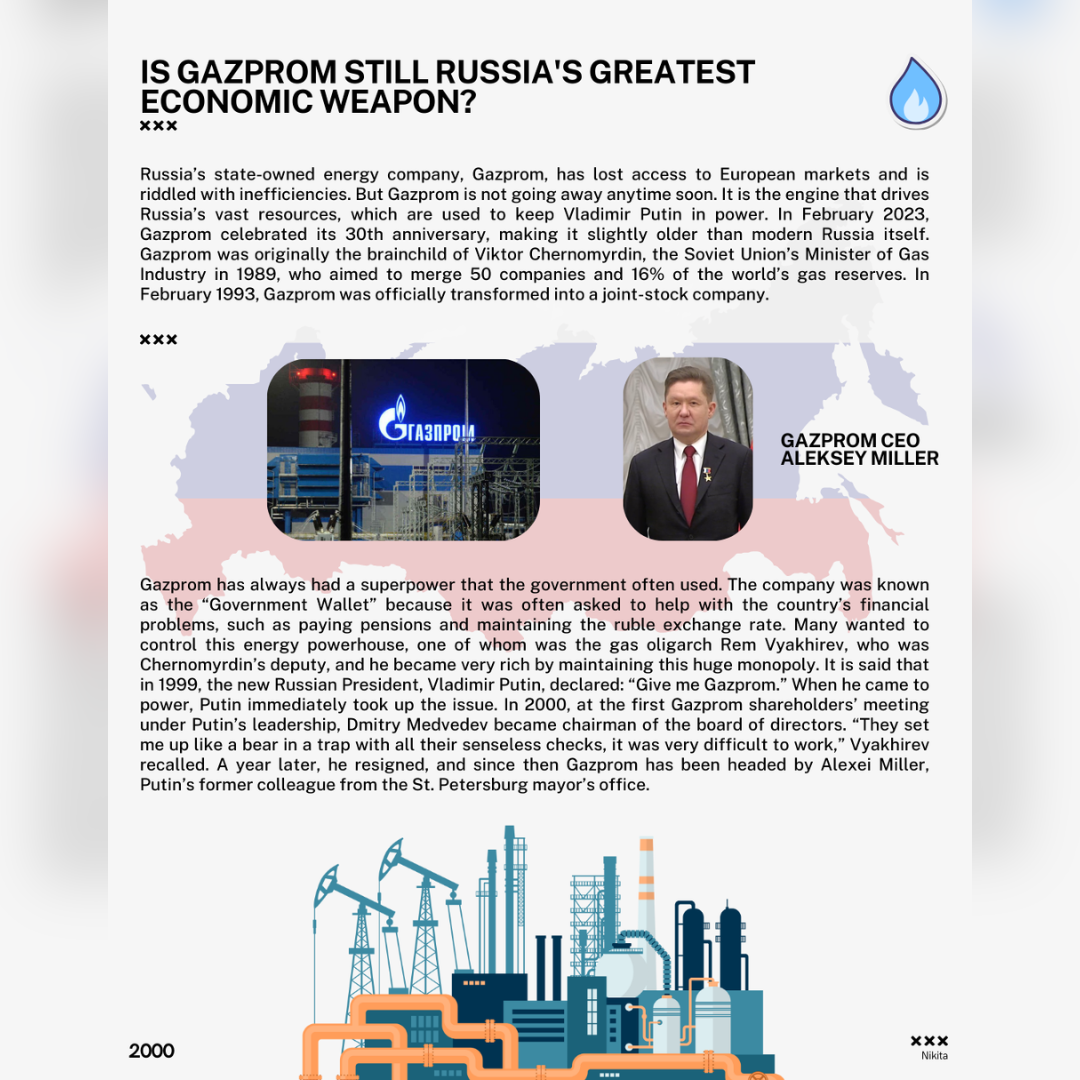 IS GAZPROM STILL RUSSIA'S GREATEST
ECONOMIC WEAPON?
×××
Russia’s state-owned energy company, Gazprom, has lost access to European markets and is
riddled with inefficiencies. But Gazprom is not going away anytime soon. It is the engine that drives
Russia’s vast resources, which are used to keep Vladimir Putin in power. In February 2023,
Gazprom celebrated its 30th anniversary, making it slightly older than modern Russia itself.
Gazprom was originally the brainchild of Viktor Chernomyrdin, the Soviet Union’s Minister of Gas
Industry in 1989, who aimed to merge 50 companies and 16% of the world’s gas reserves. In
February 1993, Gazprom was officially transformed into a joint-stock company.
×××
ГАЗПРОМ
GAZPROM CEO
ALEKSEY MILLER
Gazprom has always had a superpower that the government often used. The company was known
as the “Government Wallet” because it was often asked to help with the country’s financial
problems, such as paying pensions and maintaining the ruble exchange rate. Many wanted to
control this energy powerhouse, one of whom was the gas oligarch Rem Vyakhirev, who was
Chernomyrdin’s deputy, and he became very rich by maintaining this huge monopoly. It is said that
in 1999, the new Russian President, Vladimir Putin, declared: “Give me Gazprom.” When he came to
power, Putin immediately took up the issue. In 2000, at the first Gazprom shareholders’ meeting
under Putin’s leadership, Dmitry Medvedev became chairman of the board of directors. “They set
me up like a bear in a trap with all their senseless checks, it was very difficult to work,” Vyakhirev
recalled. A year later, he resigned, and since then Gazprom has been headed by Alexei Miller,
Putin’s former colleague from the St. Petersburg mayor’s office.
2000
×××
Nikita